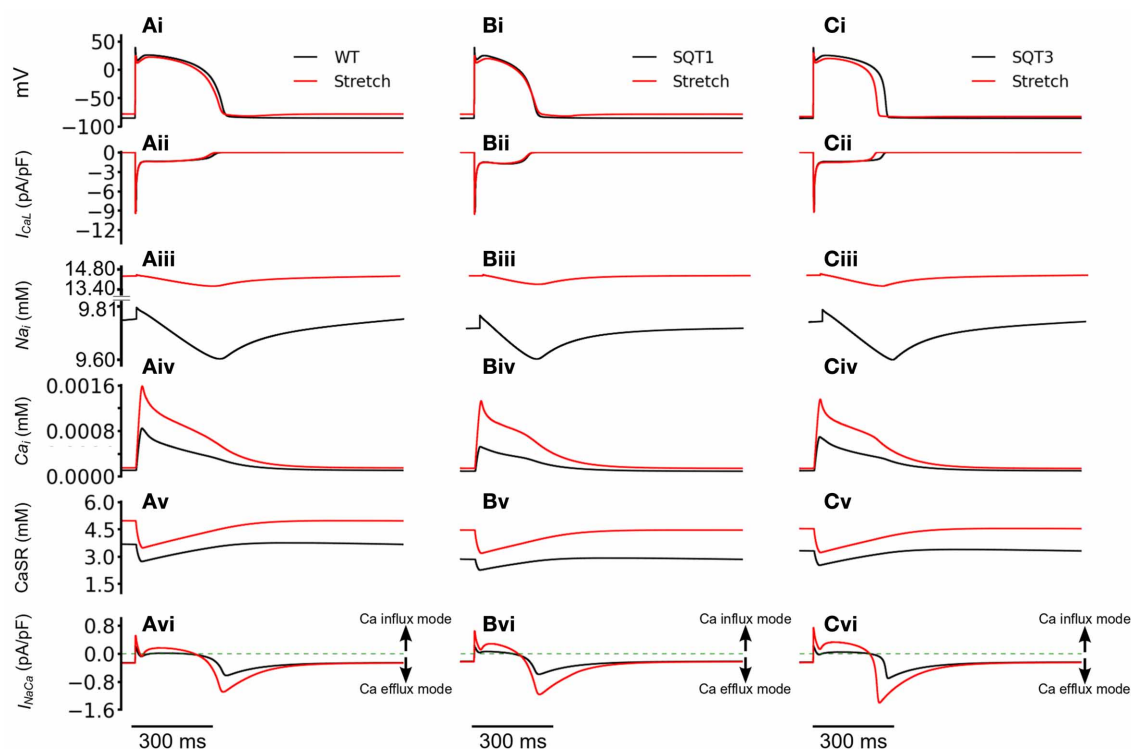 Ai Bi Ci
mV
50
0
−50
−100
WT
Stretch
SQT1
Stretch
SQT3
Stretch
Aii Bii Cii
I_CaL (pA/pF)
0
−3
−6
−9
−12
Aiii Biii Ciii
Na_i (mM)
14.80
13.40
9.81
9.60
Aiv Biv Civ
Ca_i (mM)
0.0016
0.0008
0.0000
Av Bv Cv
CaSR (mM)
6.0
4.5
3.0
1.5
Avi Bvi Cvi
I_NaCa (pA/pF)
0.8
0.0
−0.8
−1.6
Ca influx mode
Ca efflux mode
Ca influx mode
Ca efflux mode
Ca influx mode
Ca efflux mode
300 ms 300 ms 300 ms